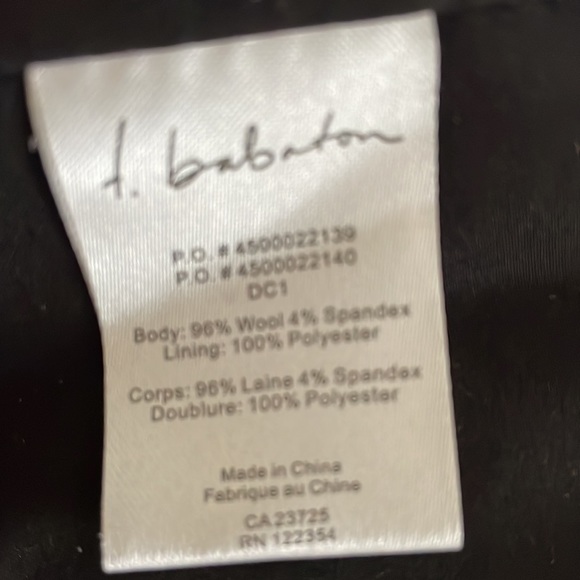 t. babaton
P.O. # 4500022139
P.O. # 4500022140
DC1
Body: 96% Wool 4% Spandex
Lining: 100% Polyester
Corps: 96% Laine 4% Spandex
Doublure: 100% Polyester
Made in China
Fabrique au Chine
CA 23725
RN 122354